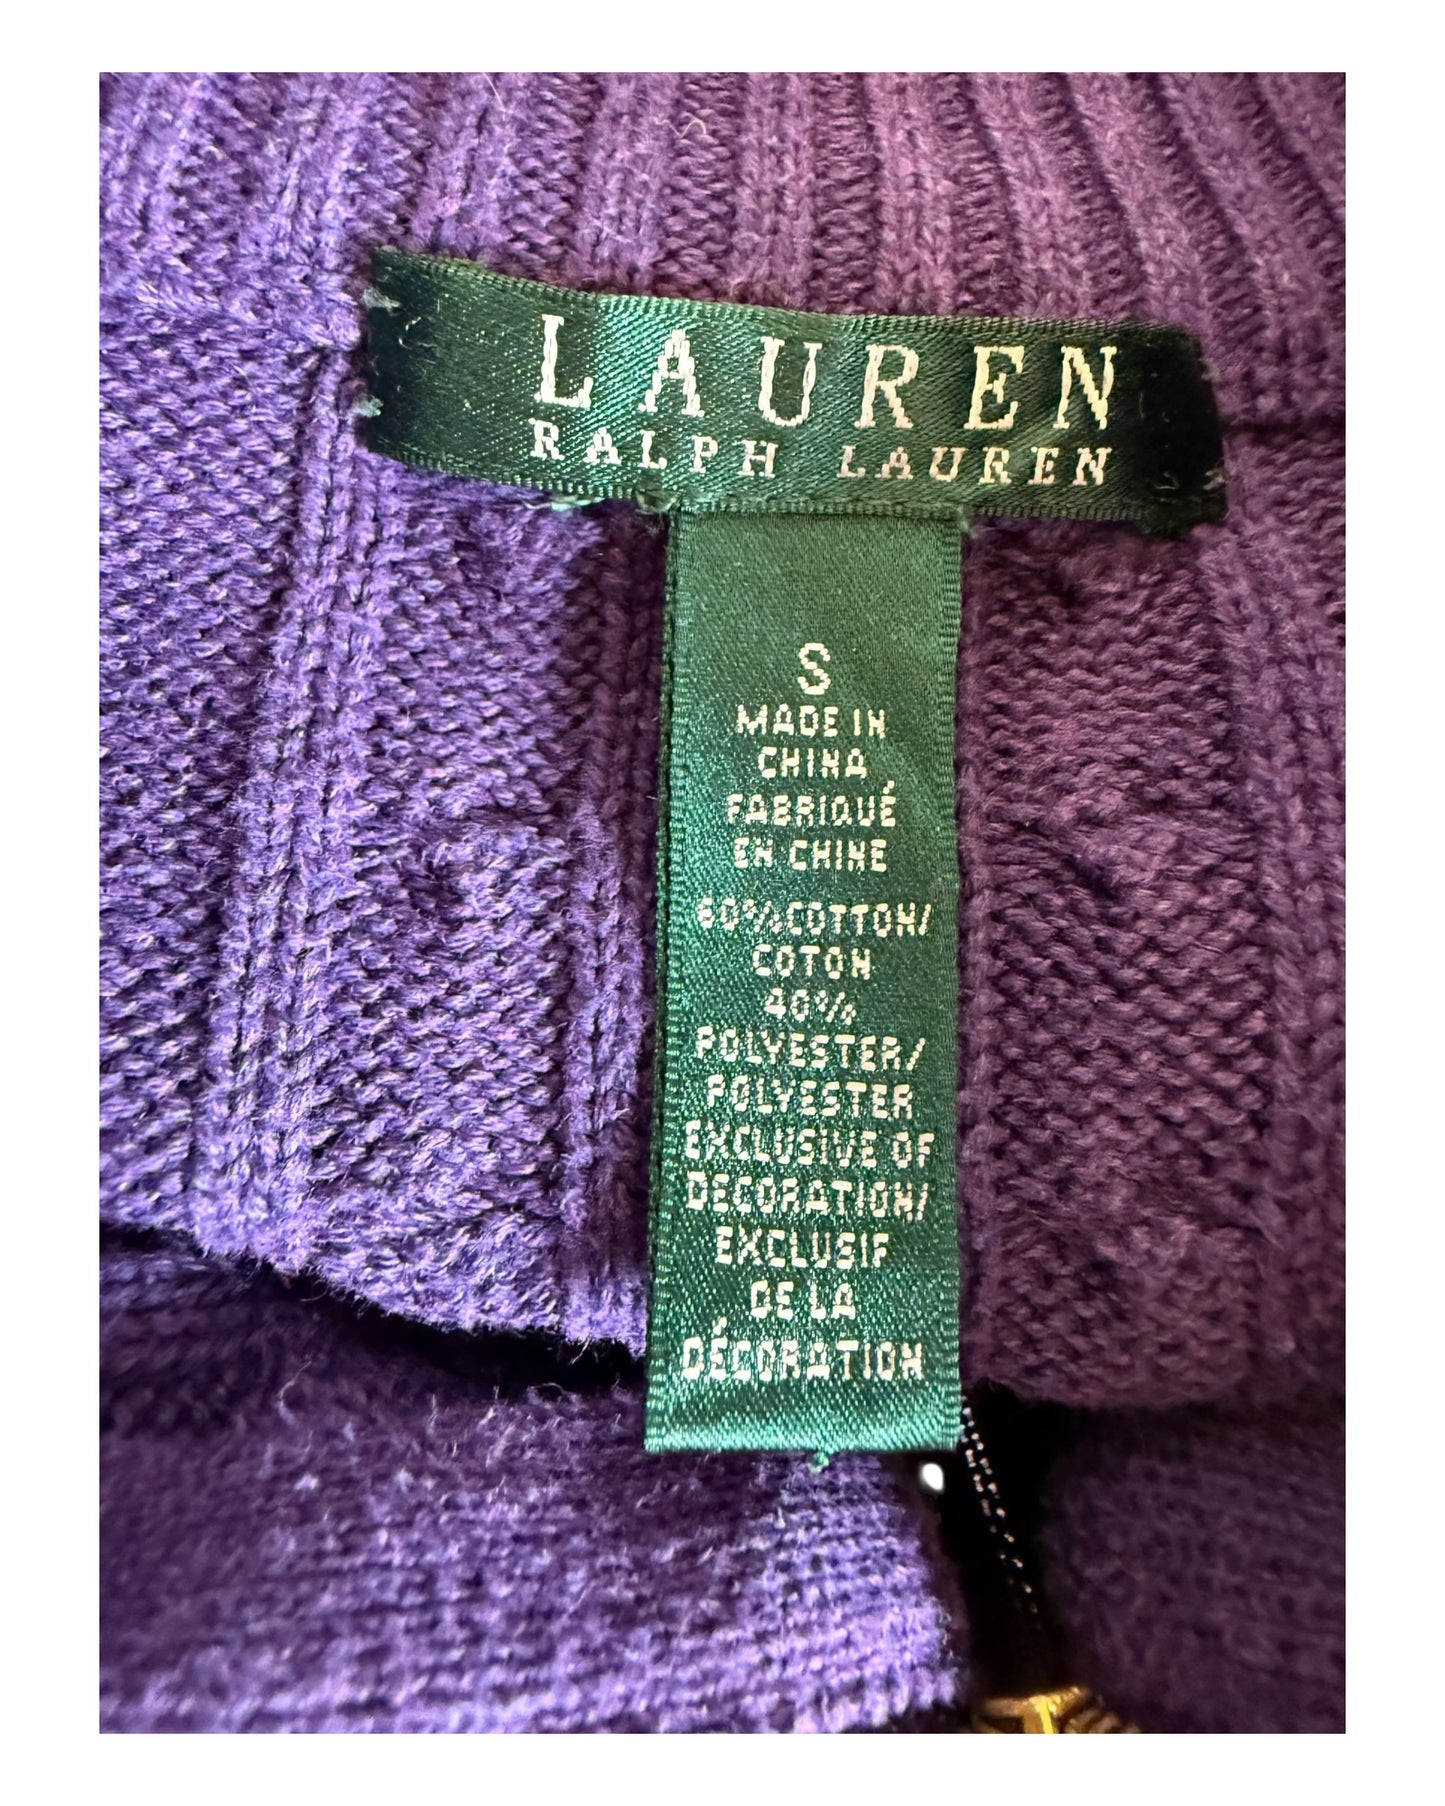 LAUREN
RALPH LAUREN
S
MADE IN
CHINA
FABRIQUÉ
EN CHINE
60%COTTON/
COTON
40%
POLYESTER/
POLYESTER
EXCLUSIVE OF
DECORATION/
EXCLUSIF
DE LA
DÉCORATION